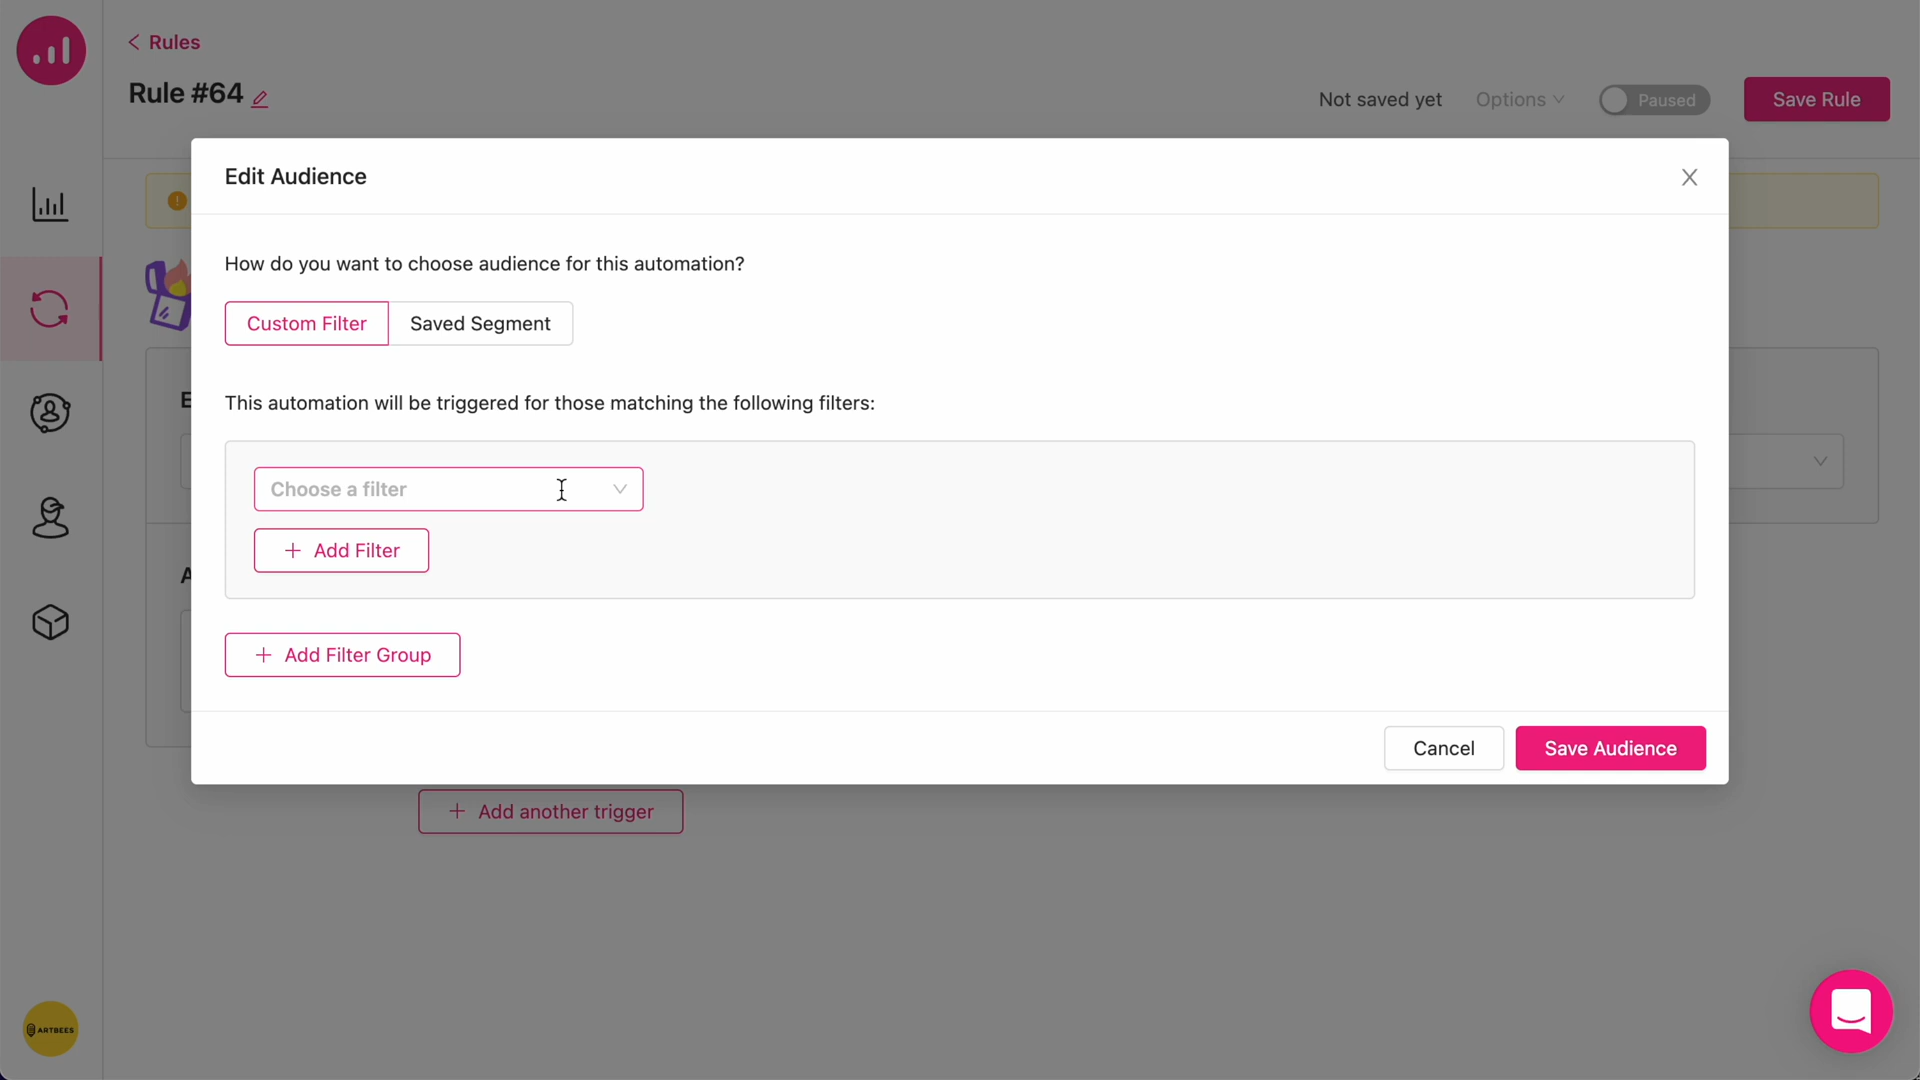 Rules
Rule #64
Not saved yet
Options
Paused
Save Rule
Edit Audience
How do you want to choose audience for this automation?
Custom Filter
Saved Segment
This automation will be triggered for those matching the following filters:
Choose a filter
+ Add Filter
+ Add Filter Group
Cancel
Save Audience
+ Add another trigger
ARTBEES